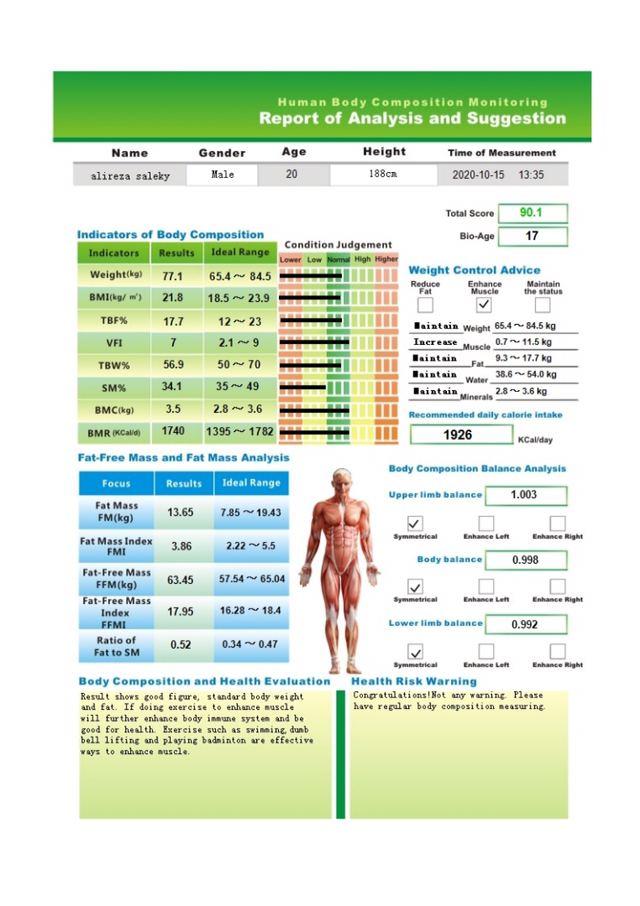 Human Body Composition Monitoring
Report of Analysis and Suggestion
Name Gender Age Height Time of Measurement
alireza saleky Male 20 188cm 2020-10-15 13:35
Total Score 90.1
Bio-Age 17
Indicators of Body Composition
Condition Judgement
Indicators Results Ideal Range Lower Low Normal High Higher
Weight(kg) 77.1 65.4 ~ 84.5
BMI(kg/ m²) 21.8 18.5 ~ 23.9
TBF% 17.7 12 ~ 23
VFI 7 2.1 ~ 9
TBW% 56.9 50 ~ 70
SM% 34.1 35 ~ 49
BMC(kg) 3.5 2.8 ~ 3.6
BMR (KCal/d) 1740 1395 ~ 1782
Weight Control Advice
Reduce Fat Enhance Muscle Maintain the status
Maintain Weight 65.4 ~ 84.5 kg
Increase Muscle 0.7 ~ 11.5 kg
Maintain Fat 9.3 ~ 17.7 kg
Maintain Water 38.6 ~ 54.0 kg
Maintain Minerals 2.8 ~ 3.6 kg
Recommended daily calorie intake
1926 KCal/day
Fat-Free Mass and Fat Mass Analysis
Focus Results Ideal Range
Fat Mass FM(kg) 13.65 7.85 ~ 19.43
Fat Mass Index FMI 3.86 2.22 ~ 5.5
Fat-Free Mass FFM(kg) 63.45 57.54 ~ 65.04
Fat-Free Mass Index FFMI 17.95 16.28 ~ 18.4
Ratio of Fat to SM 0.52 0.34 ~ 0.47
Body Composition Balance Analysis
Upper limb balance 1.003
Symmetrical Enhance Left Enhance Right
Body balance 0.998
Symmetrical Enhance Left Enhance Right
Lower limb balance 0.992
Symmetrical Enhance Left Enhance Right
Body Composition and Health Evaluation
Result shows good figure, standard body weight
and fat. If doing exercise to enhance muscle
will further enhance body immune system and be
good for health. Exercise such as swimming,dumb
bell lifting and playing badminton are effective
ways to enhance muscle.
Health Risk Warning
Congratulations!Not any warning. Please
have regular body composition measuring.